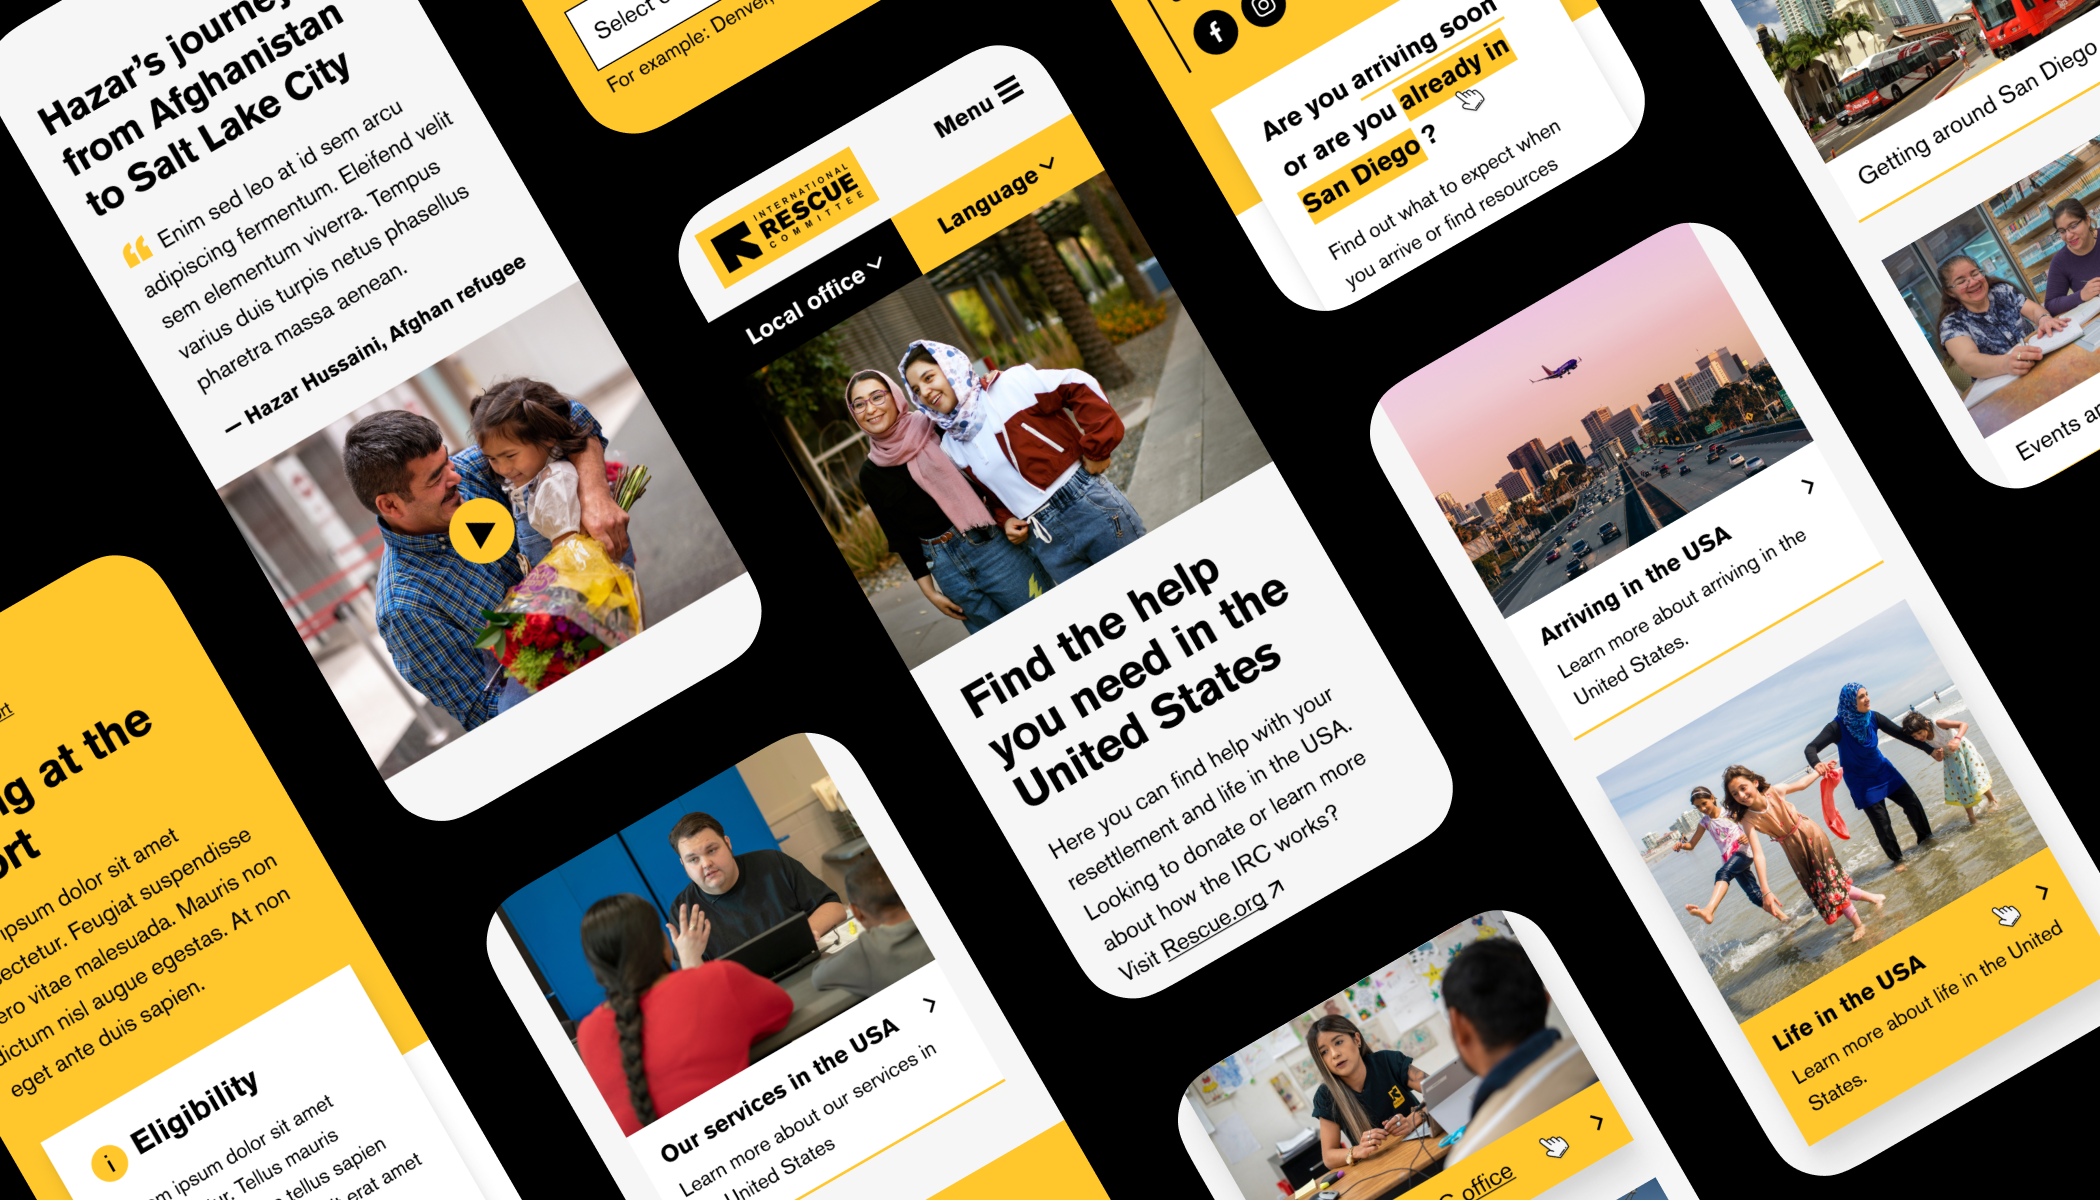 Hazar’s journey
from Afghanistan
to Salt Lake City
“ Enim sed leo at id sem arcu
adipiscing fermentum. Eleifend velit
sem elementum viverra. Tempus
varius duis turpis netus phasellus
pharetra massa aenean.
— Hazar Hussaini, Afghan refugee
at the
ipsum dolor sit amet
Feugiat suspendisse
vitae malesuada. Mauris non
dictum nisl augue egestas. At non
eget ante duis sapien.
i Eligibility
ipsum dolor sit amet
Tellus mauris
tellus sapien
erat amet
Select
For example: Denver,
Our services in the USA
Learn more about our services in
United States
Menu
INTERNATIONAL
RESCUE
COMMITTEE
Local office
Language
Find the help
you need in the
United States
Here you can find help with your
resettlement and life in the USA.
Looking to donate or learn more
about how the IRC works?
Visit Rescue.org↗
Are you arriving soon
or are you already in
San Diego ?
Find out what to expect when
you arrive or find resources
office
Arriving in the USA
Learn more about arriving in the
United States.
Life in the USA
Learn more about life in the United
States.
Getting around San Diego
Events